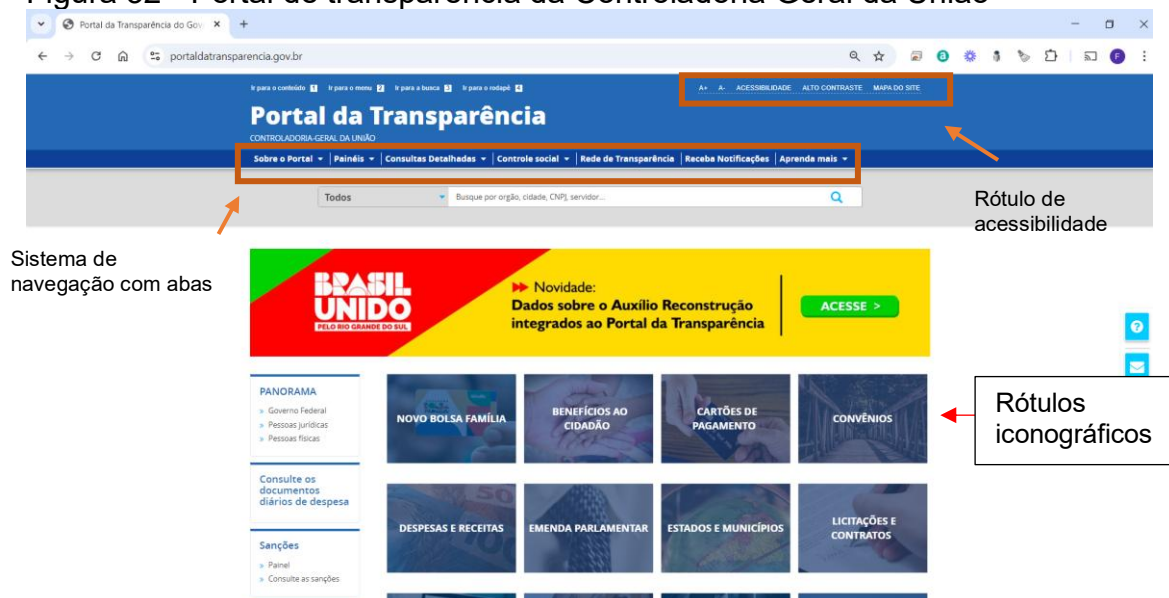 Figura 32 - Portal de transparência da Controladoria Geral da União
Portal da Transparência do Gov
portaldatransparencia.gov.br
Ir para o conteúdo 1 Ir para o menu 2 Ir para a busca 3 Ir para o rodapé 4
A+ A- ACESSIBILIDADE ALTO CONTRASTE MAPA DO SITE
Portal da Transparência
CONTROLADORIA-GERAL DA UNIÃO
Sobre o Portal Painéis Consultas Detalhadas Controle social Rede de Transparência Receba Notificações Aprenda mais
Todos Busque por orgão, cidade, CNPJ, servidor...
Rótulo de
acessibilidade
Sistema de
navegação com abas
BRASIL
UNIDO
PELO RIO GRANDE DO SUL
Novidade:
Dados sobre o Auxílio Reconstrução
integrados ao Portal da Transparência
ACESSE >
PANORAMA
» Governo Federal
» Pessoas jurídicas
» Pessoas físicas
NOVO BOLSA FAMÍLIA
BENEFÍCIOS AO
CIDADÃO
CARTÕES DE
PAGAMENTO
CONVÊNIOS
Rótulos
iconográficos
Consulte os
documentos
diários de despesa
DESPESAS E RECEITAS
EMENDA PARLAMENTAR
ESTADOS E MUNICÍPIOS
LICITAÇÕES E
CONTRATOS
Sanções
» Painel
» Consulte as sanções